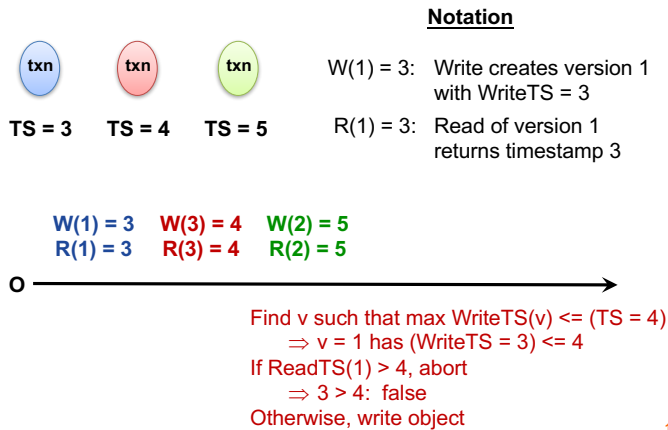 Notation
txn txn txn
W(1) = 3: Write creates version 1
with WriteTS = 3
TS = 3 TS = 4 TS = 5
R(1) = 3: Read of version 1
returns timestamp 3
W(1) = 3 W(3) = 4 W(2) = 5
R(1) = 3 R(3) = 4 R(2) = 5
O
Find v such that max WriteTS(v) <= (TS = 4)
⇒ v = 1 has (WriteTS = 3) <= 4
If ReadTS(1) > 4, abort
⇒ 3 > 4: false
Otherwise, write object